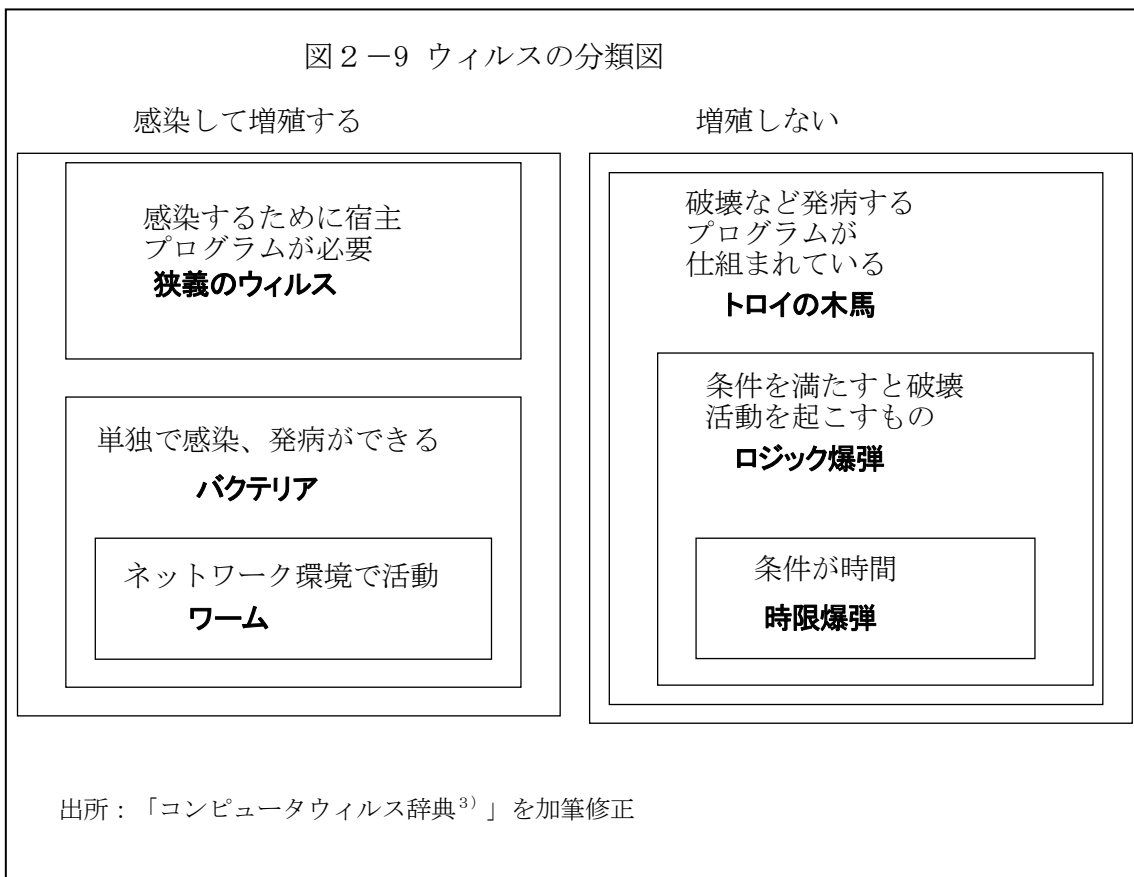 図２－9 ウィルスの分類図
感染して増殖する
感染するために宿主
プログラムが必要
狭義のウィルス
単独で感染、発病ができる
バクテリア
ネットワーク環境で活動
ワーム
増殖しない
破壊など発病する
プログラムが
仕組まれている
トロイの木馬
条件を満たすと破壊
活動を起こすもの
ロジック爆弾
条件が時間
時限爆弾
出所：「コンピュータウィルス辞典3)」を加筆修正